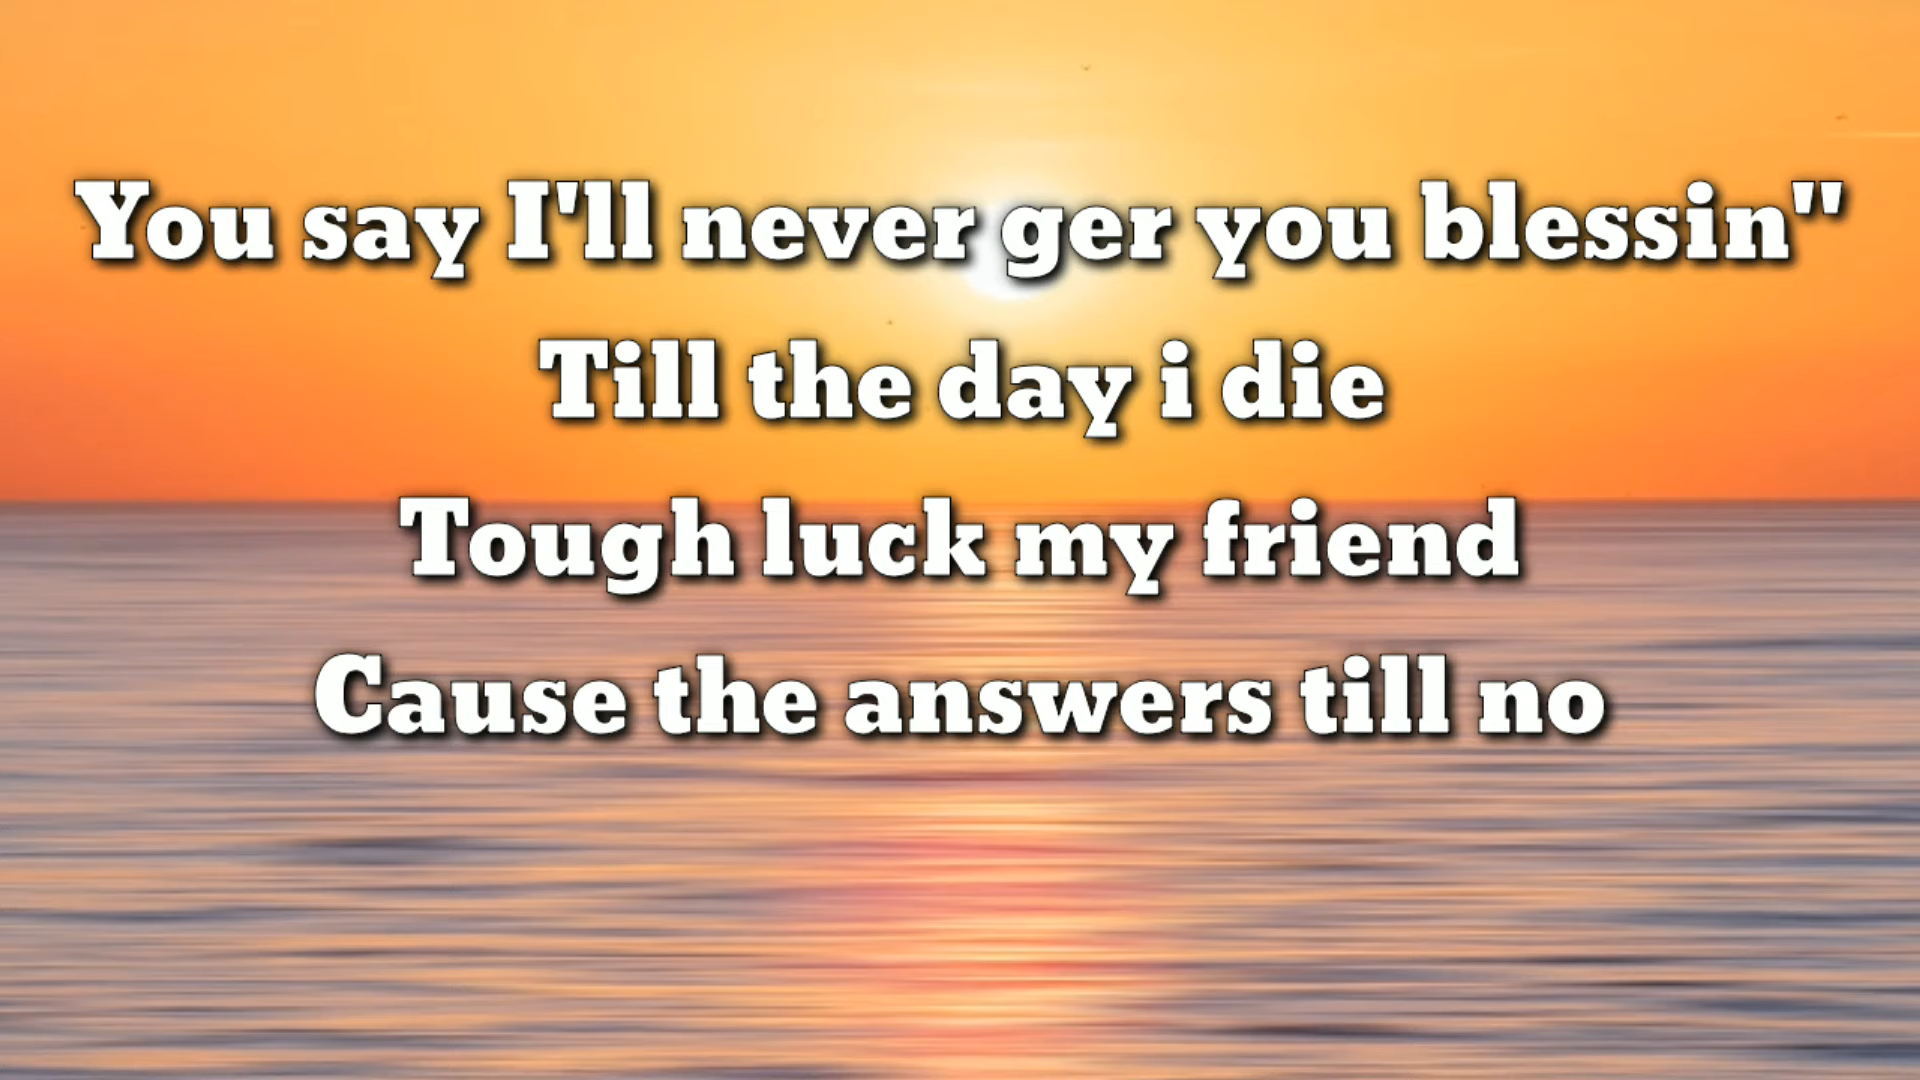 You say I'll never ger you blessin"
Till the day i die
Tough luck my friend
Cause the answers till no